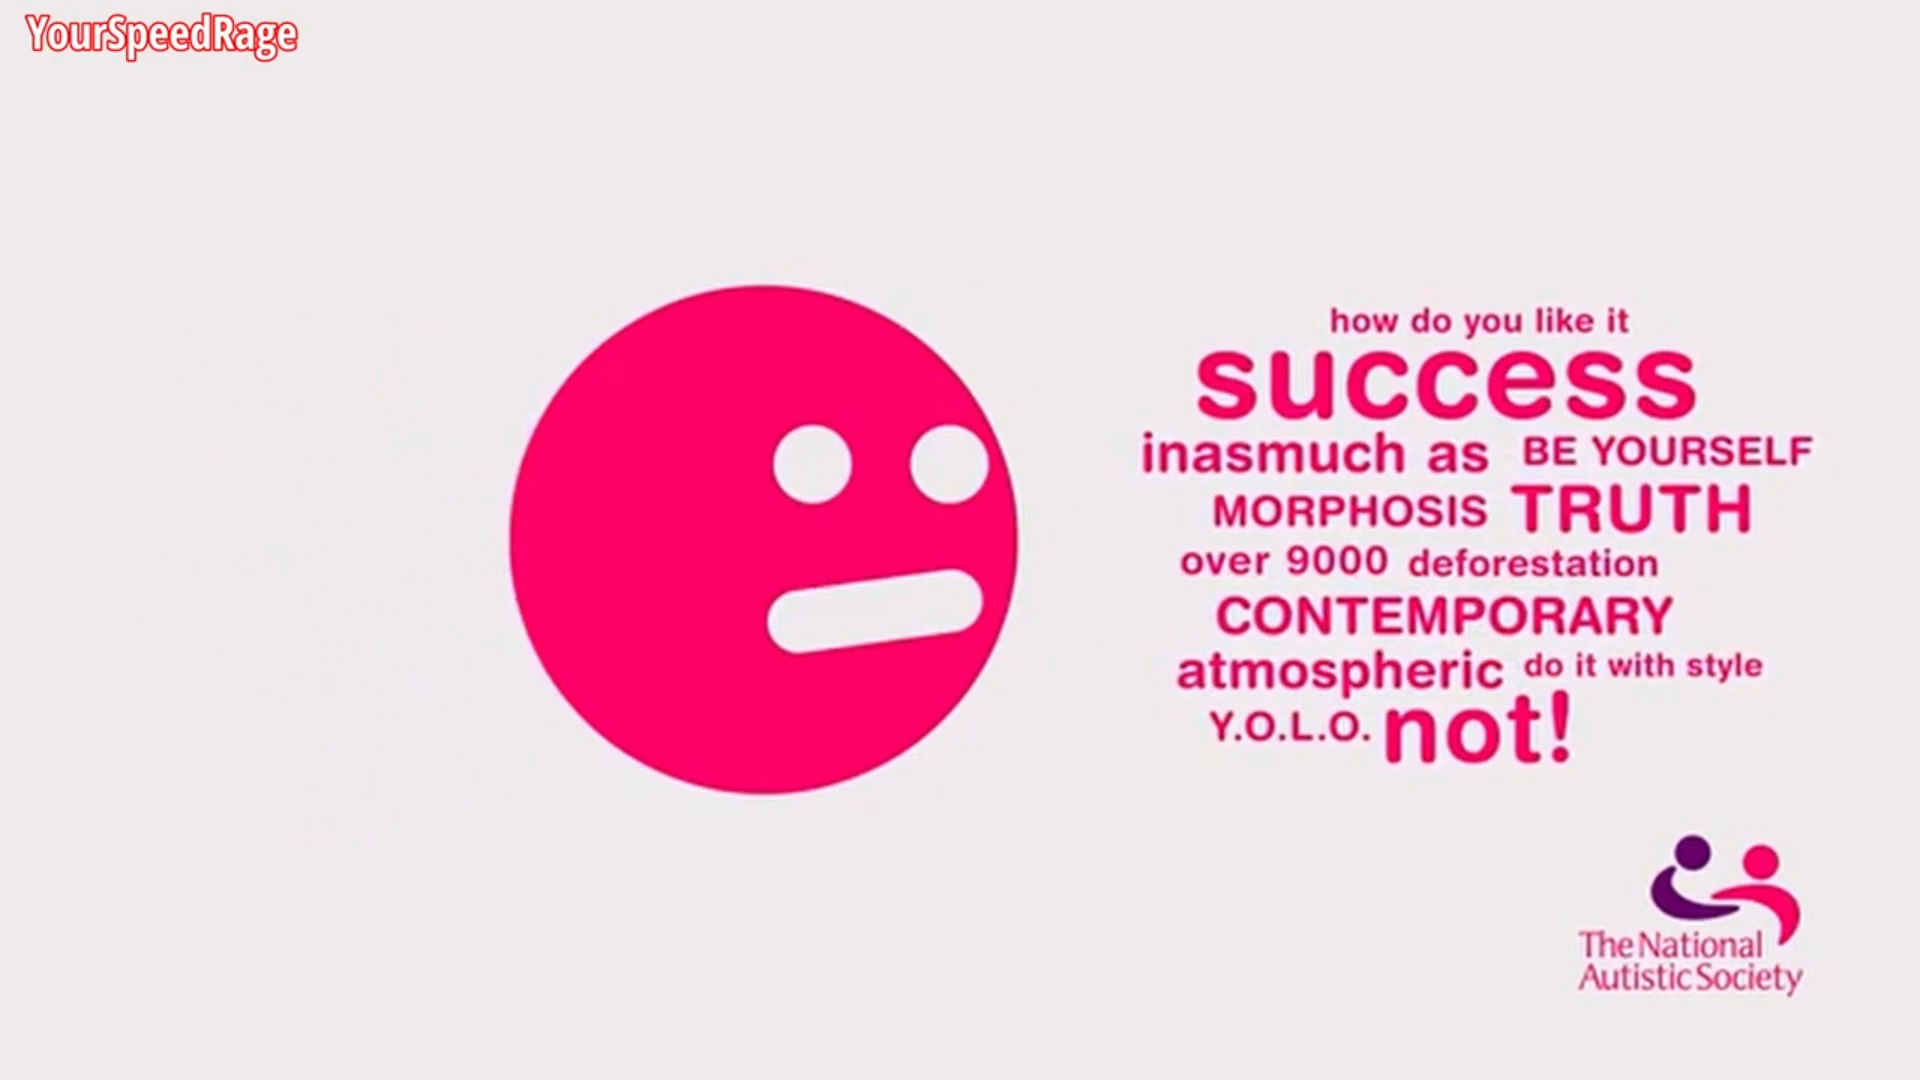 YourSpeedRage
how do you like it
success
inasmuch as BE YOURSELF
MORPHOSIS TRUTH
over 9000 deforestation
CONTEMPORARY
atmospheric do it with style
Y.O.L.O. not!
The National
Autistic Society